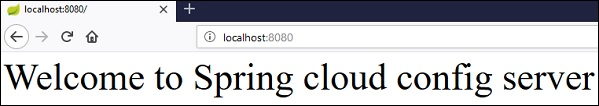 localhost:8080/
localhost:8080
Welcome to Spring cloud config server